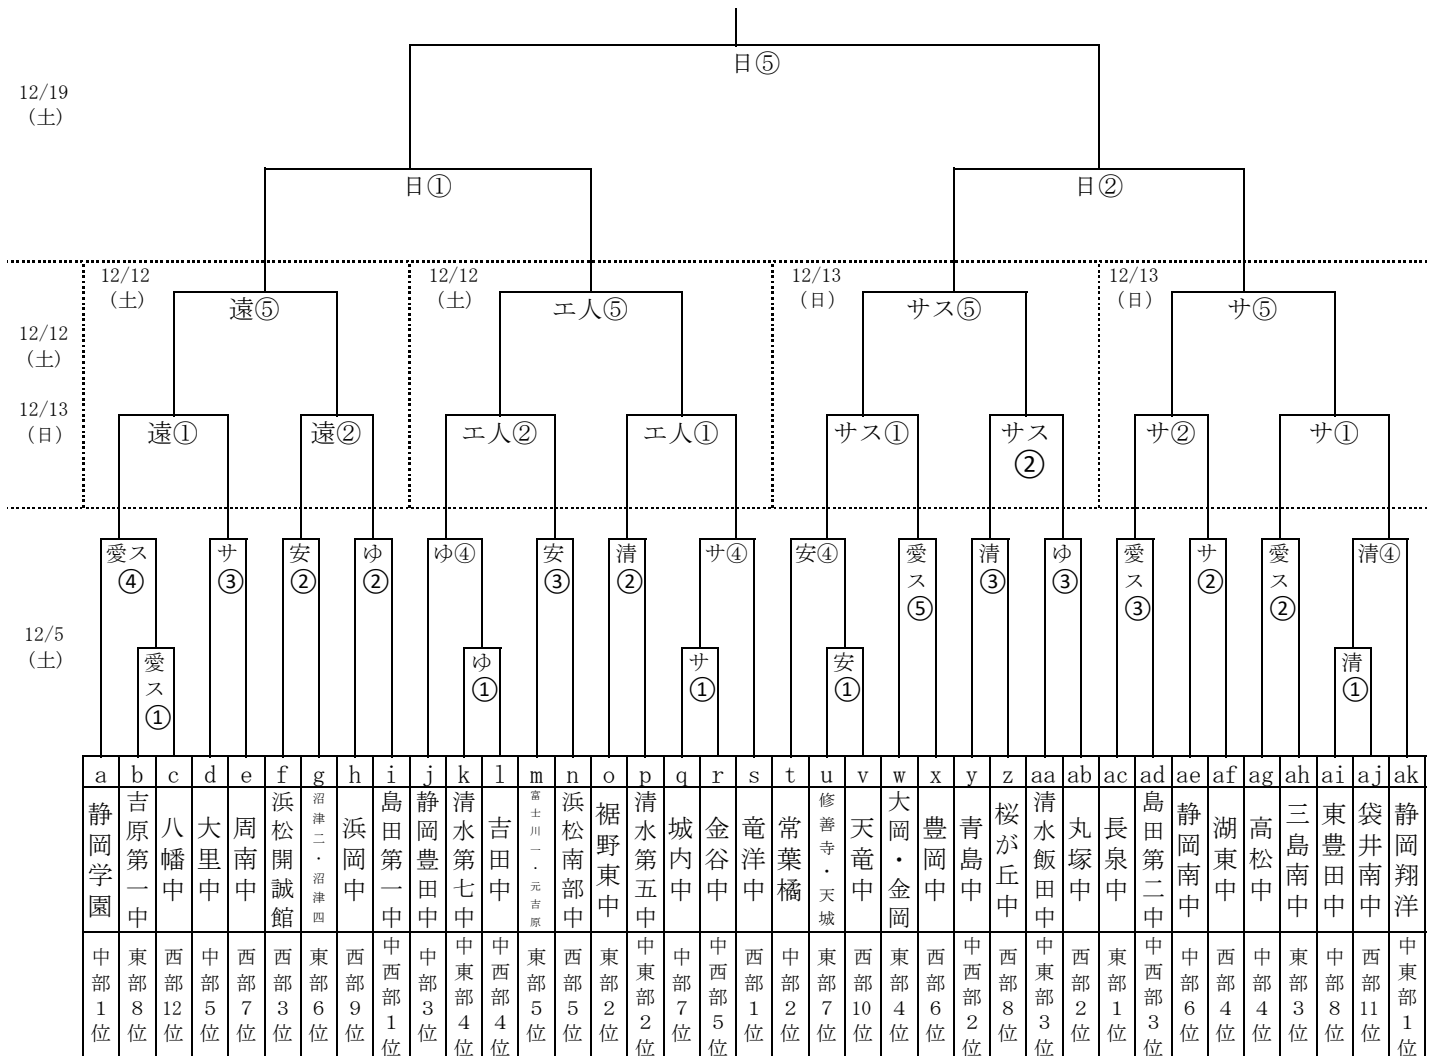 日⑤
12/19
（土）
日①
日②
12/12
（土）
12/12
（土）
12/13
（日）
12/13
（日）
遠⑤
エ人⑤
サス⑤
サ⑤
12/12
（土）
12/13
（日）
遠①
遠②
エ人②
エ人①
サス①
サス
②
サ②
サ①
愛ス
④
サ
③
安
②
ゆ
②
ゆ④
安
③
清
②
サ④
安④
愛
ス
⑤
清
③
ゆ
③
愛
ス
③
サ
②
愛
ス
②
清④
12/5
（土）
愛
ス
①
ゆ
①
サ
①
安
①
清
①
a b c d e f g h i j k l m n o p q r s t u v w x y z aa ab ac ad ae af ag ah ai aj ak
静岡学園
吉原第一中
八幡中
大里中
周南中
浜松開誠館
沼津二・沼津四
浜岡中
島田第一中
静岡豊田中
清水第七中
吉田中
富士川一・元吉原
浜松南部中
裾野東中
清水第五中
城内中
金谷中
竜洋中
常葉橘
修善寺・天城
天竜中
大岡・金岡
豊岡中
青島中
桜が丘中
清水飯田中
丸塚中
長泉中
島田第二中
静岡南中
湖東中
高松中
三島南中
東豊田中
袋井南中
静岡翔洋
中部1位
東部8位
西部12位
中部5位
西部7位
西部3位
東部6位
西部9位
中西部1位
中部3位
中東部4位
中西部4位
東部5位
西部5位
東部2位
中東部2位
中部7位
中西部5位
西部1位
中部2位
東部7位
西部10位
東部4位
西部6位
中西部2位
西部8位
中東部3位
西部2位
東部1位
中西部3位
中部6位
西部4位
中部4位
東部3位
中部8位
西部11位
中東部1位